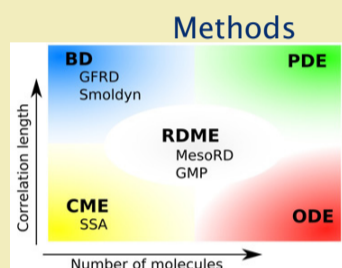 Methods
BD
GFRD
Smoldyn
PDE
RDME
MesoRD
GMP
CME
SSA
ODE
Correlation length
Number of molecules